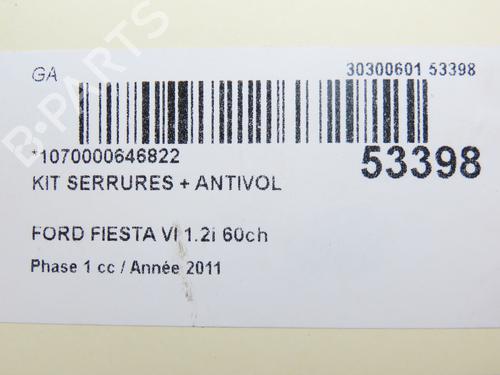 GA
30300601 53398
*1070000646822
53398
KIT SERRURES + ANTIVOL
FORD FIESTA VI 1.2i 60ch
Phase 1 cc / Année 2011
B-PARTS